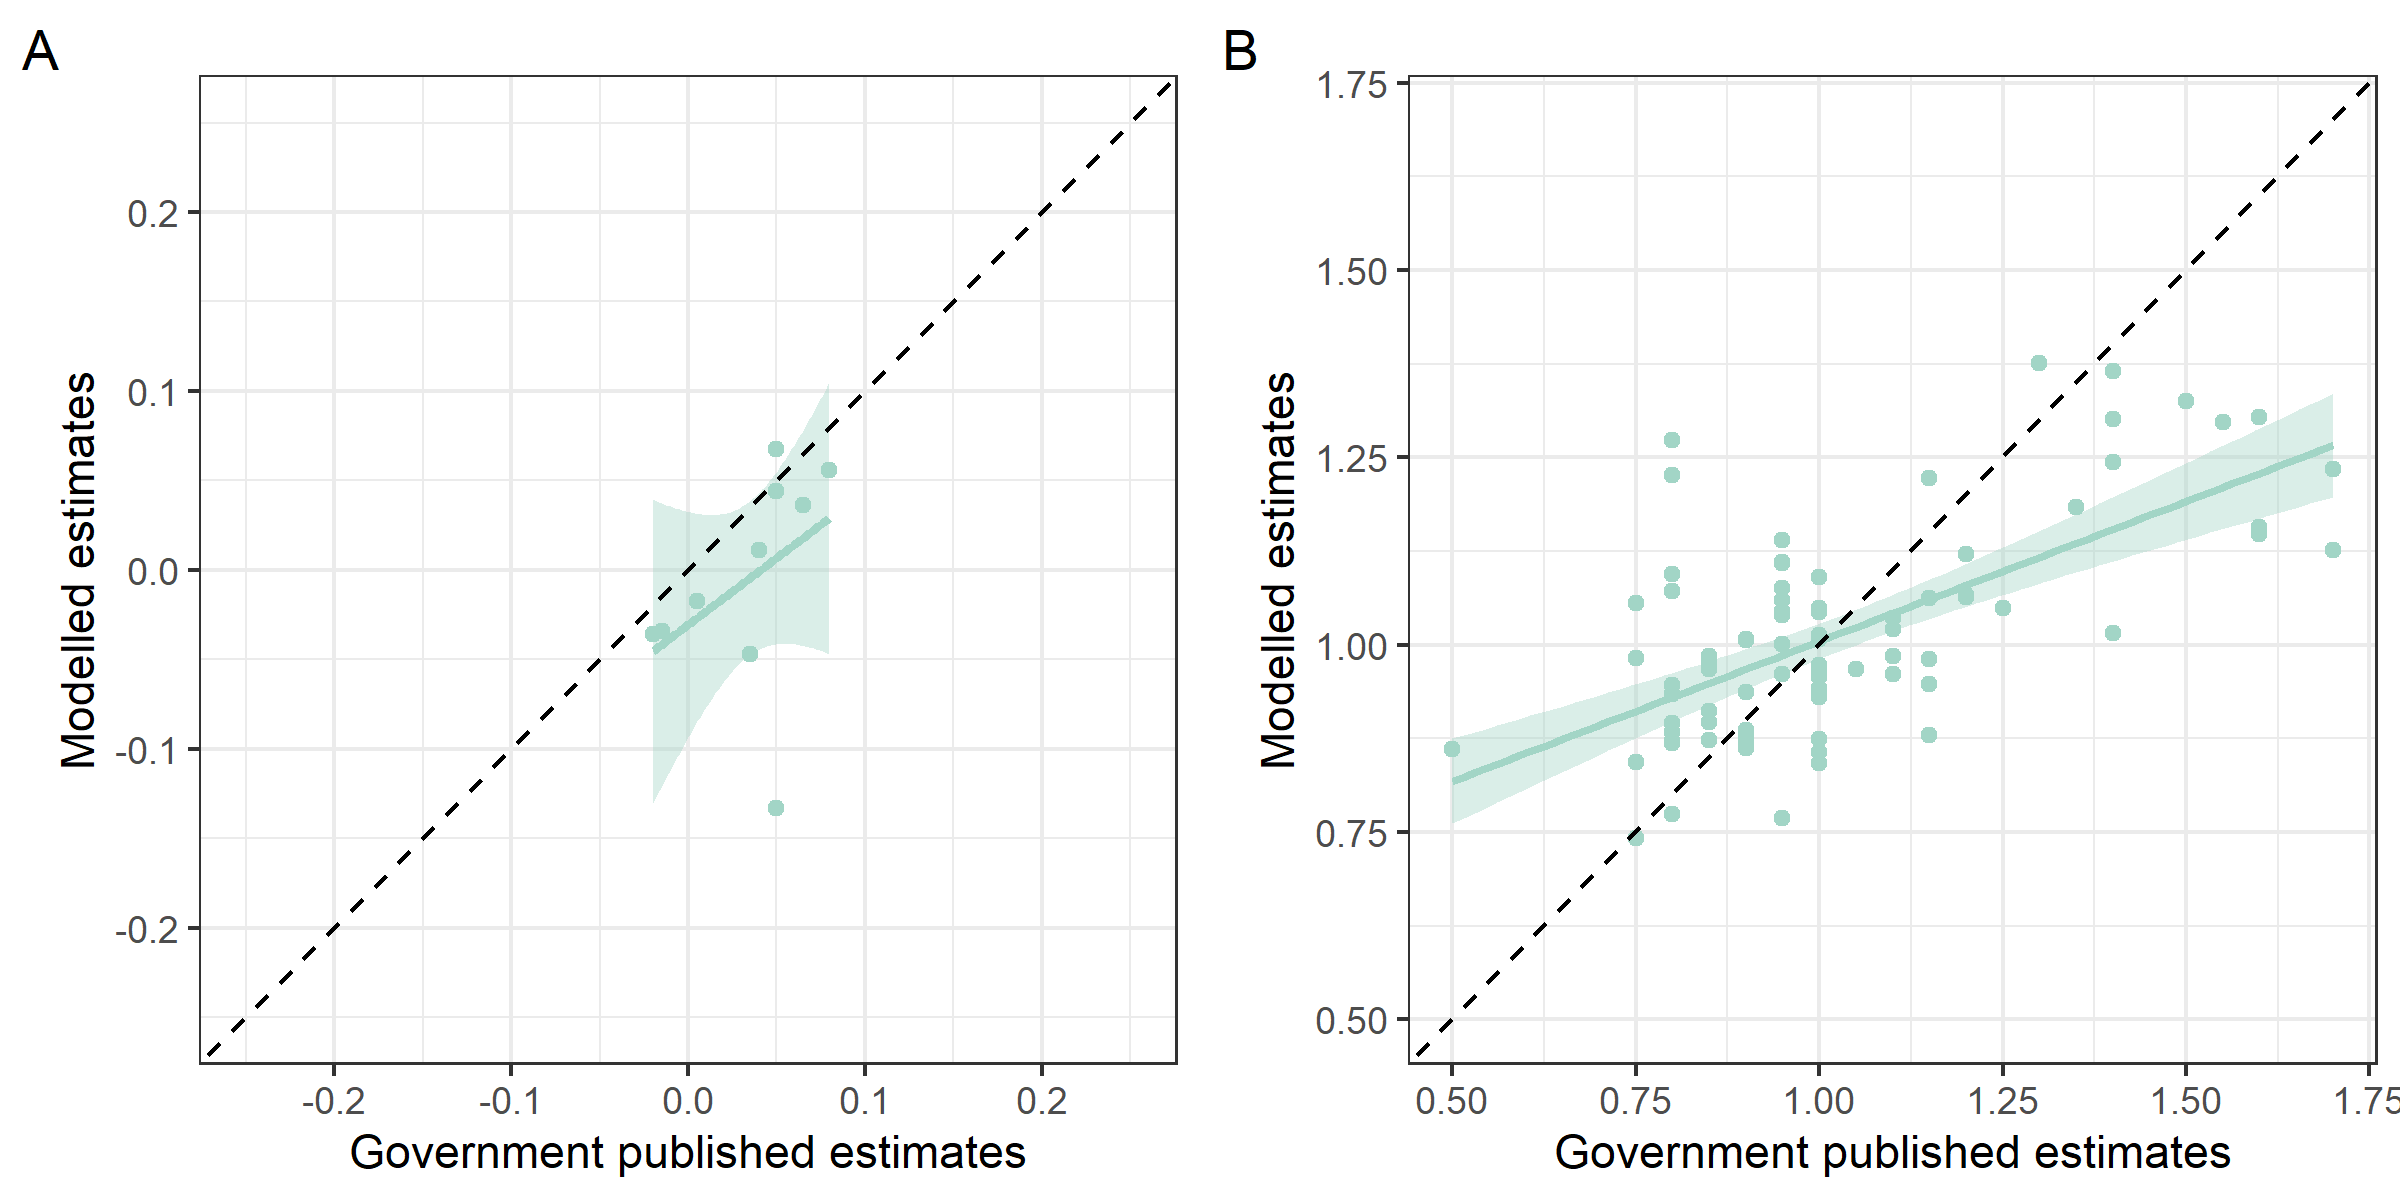 A
B
Modelled estimates
0.2
0.1
0.0
-0.1
-0.2
-0.2 -0.1 0.0 0.1 0.2
Government published estimates
Modelled estimates
1.75
1.50
1.25
1.00
0.75
0.50
0.50 0.75 1.00 1.25 1.50 1.75
Government published estimates